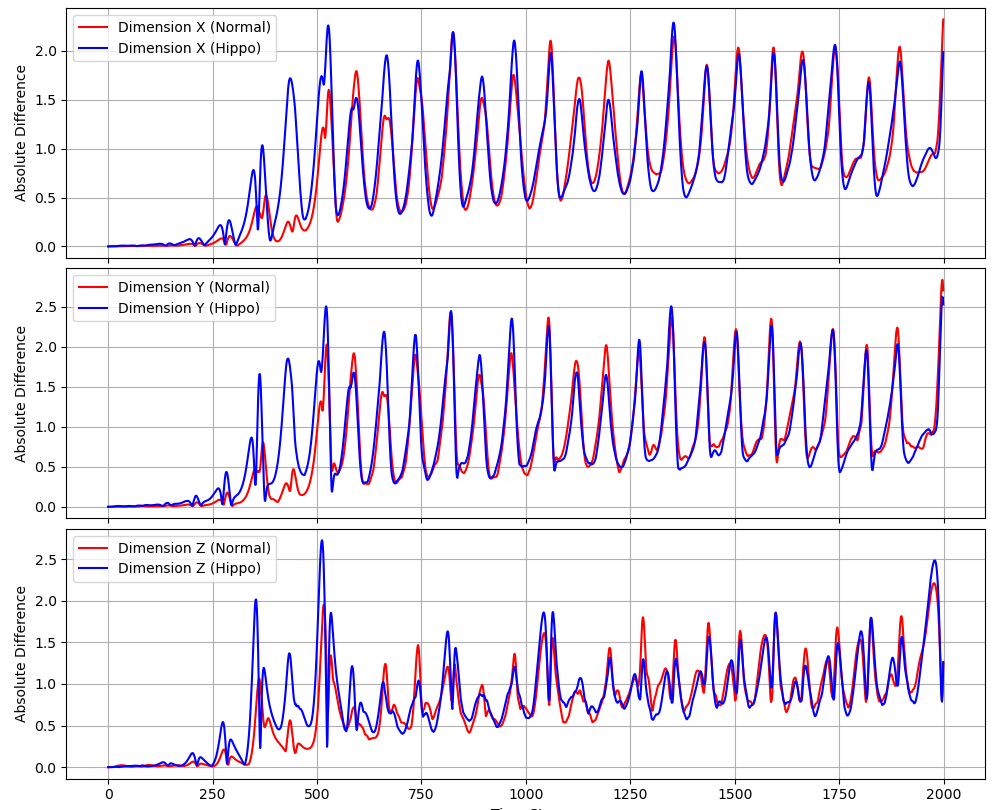 Dimension X (Normal)
Dimension X (Hippo)
Absolute Difference
2.0
1.5
1.0
0.5
0.0
Dimension Y (Normal)
Dimension Y (Hippo)
Absolute Difference
2.5
2.0
1.5
1.0
0.5
0.0
Dimension Z (Normal)
Dimension Z (Hippo)
Absolute Difference
2.5
2.0
1.5
1.0
0.5
0.0
0 250 500 750 1000 1250 1500 1750 2000